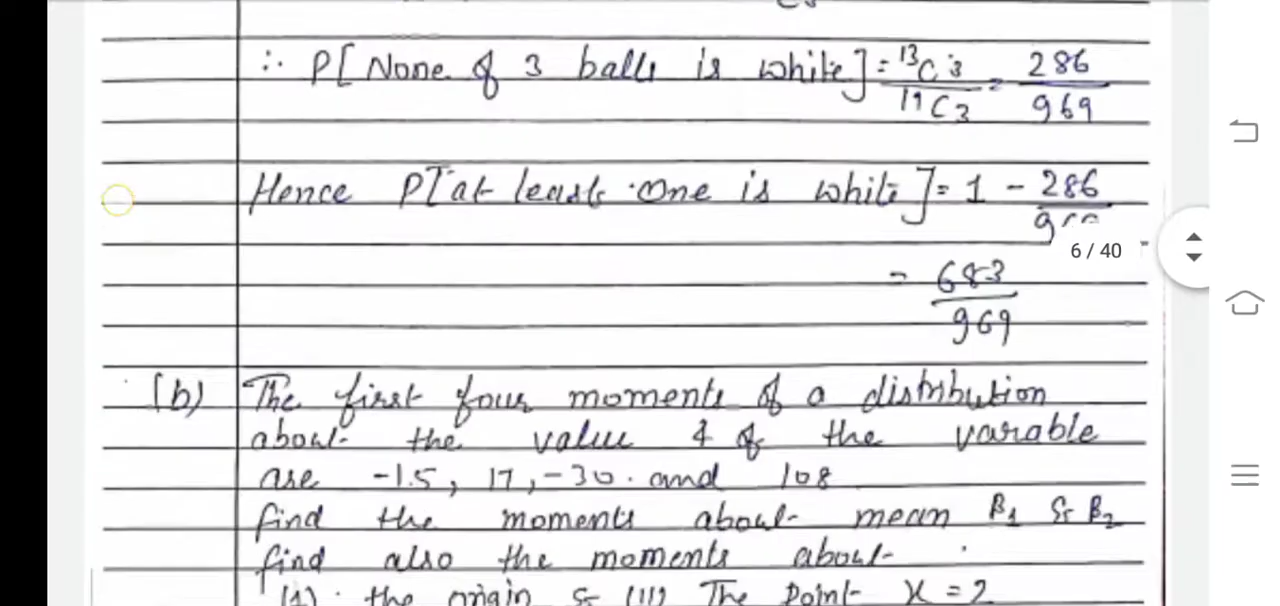 ∴ P[None of 3 balls is white] = ¹³C₃ / ¹⁹C₃ = 286 / 969
Hence P[at least one is white] = 1 - 286
6 / 40
= 683 / 969
(b) The first four moments of a distribution
about the value 4 of the varable
are -1.5, 17, -30. and 108
find the moments about mean β₁ & β₂
find also the moments about
the origin & (11) The Point X = 2